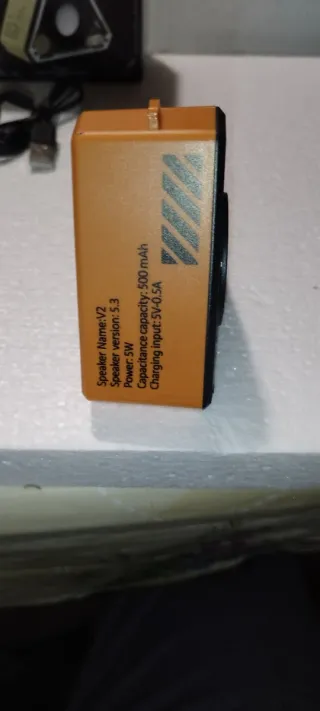 Speaker Name:V2
Speaker version: 5.3
Power: 5W
Capacitance capacity: 500 mAh
Charging input: 5V-0.5A